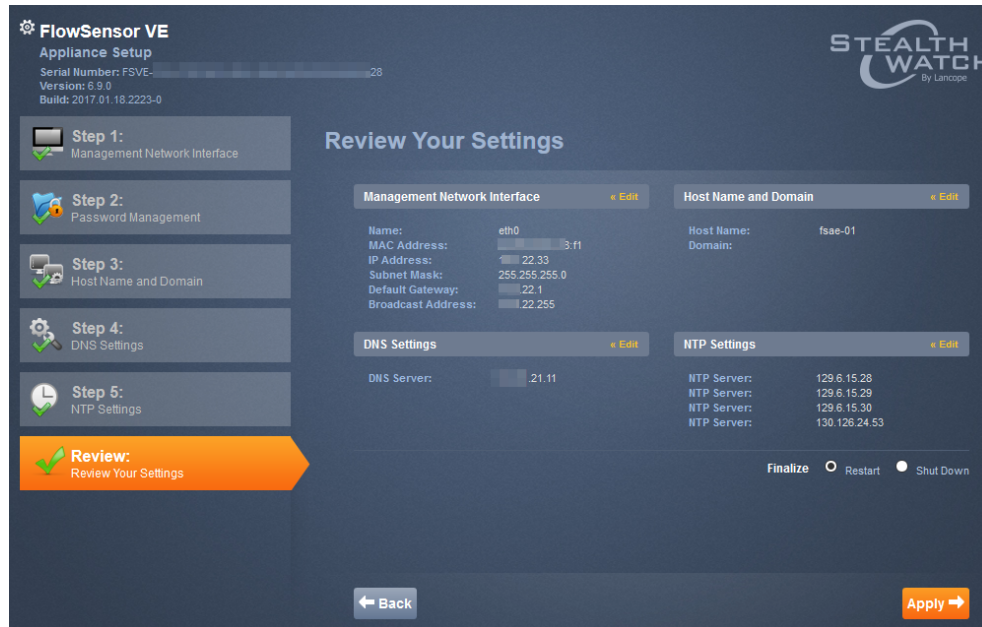 FlowSensor VE
Appliance Setup
Serial Number: FSVE- 28
Version: 6.9.0
Build: 2017.01.18.2223-0
STEALTH
WATCH
By Lancope
Step 1:
Management Network Interface
Step 2:
Password Management
Step 3:
Host Name and Domain
Step 4:
DNS Settings
Step 5:
NTP Settings
Review:
Review Your Settings
Review Your Settings
Management Network Interface « Edit
Name: eth0
MAC Address: :f1
IP Address: 22.33
Subnet Mask: 255.255.255.0
Default Gateway: .22.1
Broadcast Address: .22.255
Host Name and Domain « Edit
Host Name: fsae-01
Domain:
DNS Settings « Edit
DNS Server: .21.11
NTP Settings « Edit
NTP Server: 129.6.15.28
NTP Server: 129.6.15.29
NTP Server: 129.6.15.30
NTP Server: 130.126.24.53
Finalize Restart Shut Down
Back
Apply